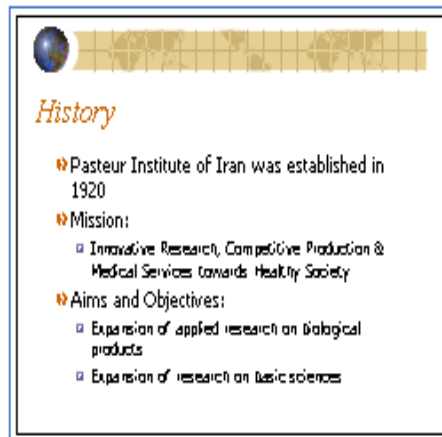 History
Pasteur Institute of Iran was established in
1920
Mission:
Innovative Research, Competitive Production &
Medical Services towards Healthy Society
Aims and Objectives:
Expansion of applied research on Biological
products
Expansion of research on Basic sciences